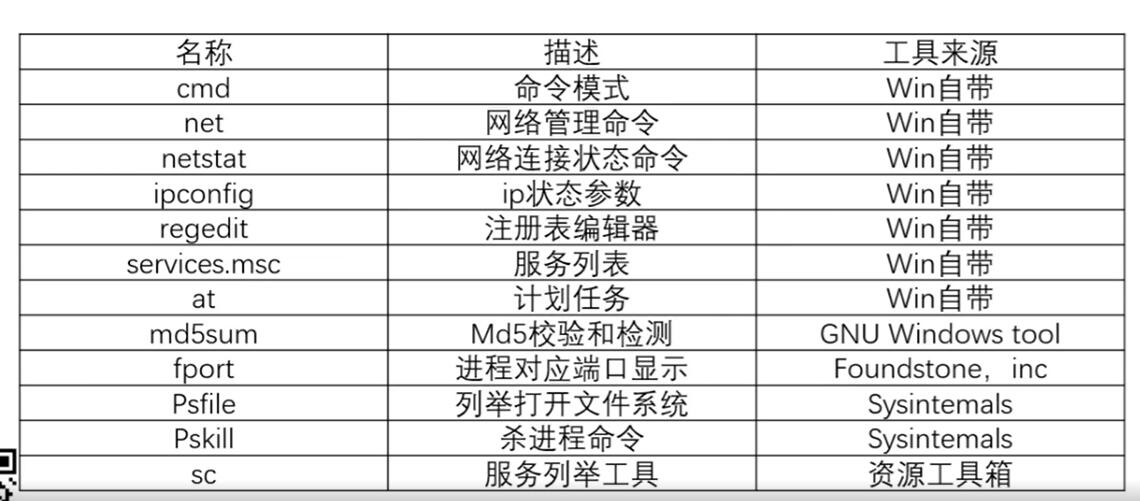 名称 描述 工具来源
cmd 命令模式 Win自带
net 网络管理命令 Win自带
netstat 网络连接状态命令 Win自带
ipconfig ip状态参数 Win自带
regedit 注册表编辑器 Win自带
services.msc 服务列表 Win自带
at 计划任务 Win自带
md5sum Md5校验和检测 GNU Windows tool
fport 进程对应端口显示 Foundstone，inc
Psfile 列举打开文件系统 Sysintemals
Pskill 杀进程命令 Sysintemals
sc 服务列举工具 资源工具箱